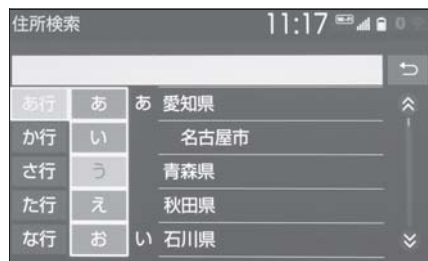 住所検索 11:17 Wi-Fi
あ行 あ あ 愛知県
か行 い 名古屋市
さ行 う 青森県
た行 え 秋田県
な行 お い 石川県